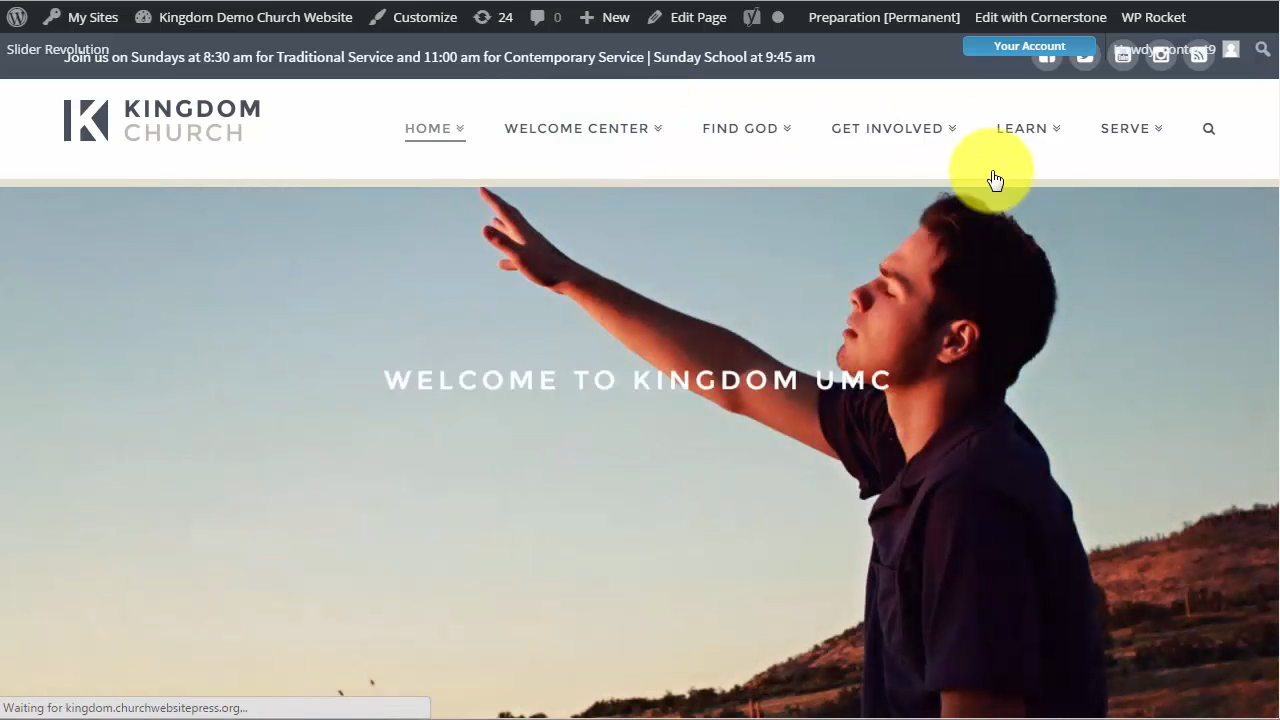 My Sites Kingdom Demo Church Website Customize 24 0 New Edit Page Preparation [Permanent] Edit with Cornerstone WP Rocket
Slider Revolution
Your Account
Join us on Sundays at 8:30 am for Traditional Service and 11:00 am for Contemporary Service | Sunday School at 9:45 am
KINGDOM
CHURCH
HOME WELCOME CENTER FIND GOD GET INVOLVED LEARN SERVE
WELCOME TO KINGDOM UMC
Waiting for kingdom.churchwebsitepress.org...